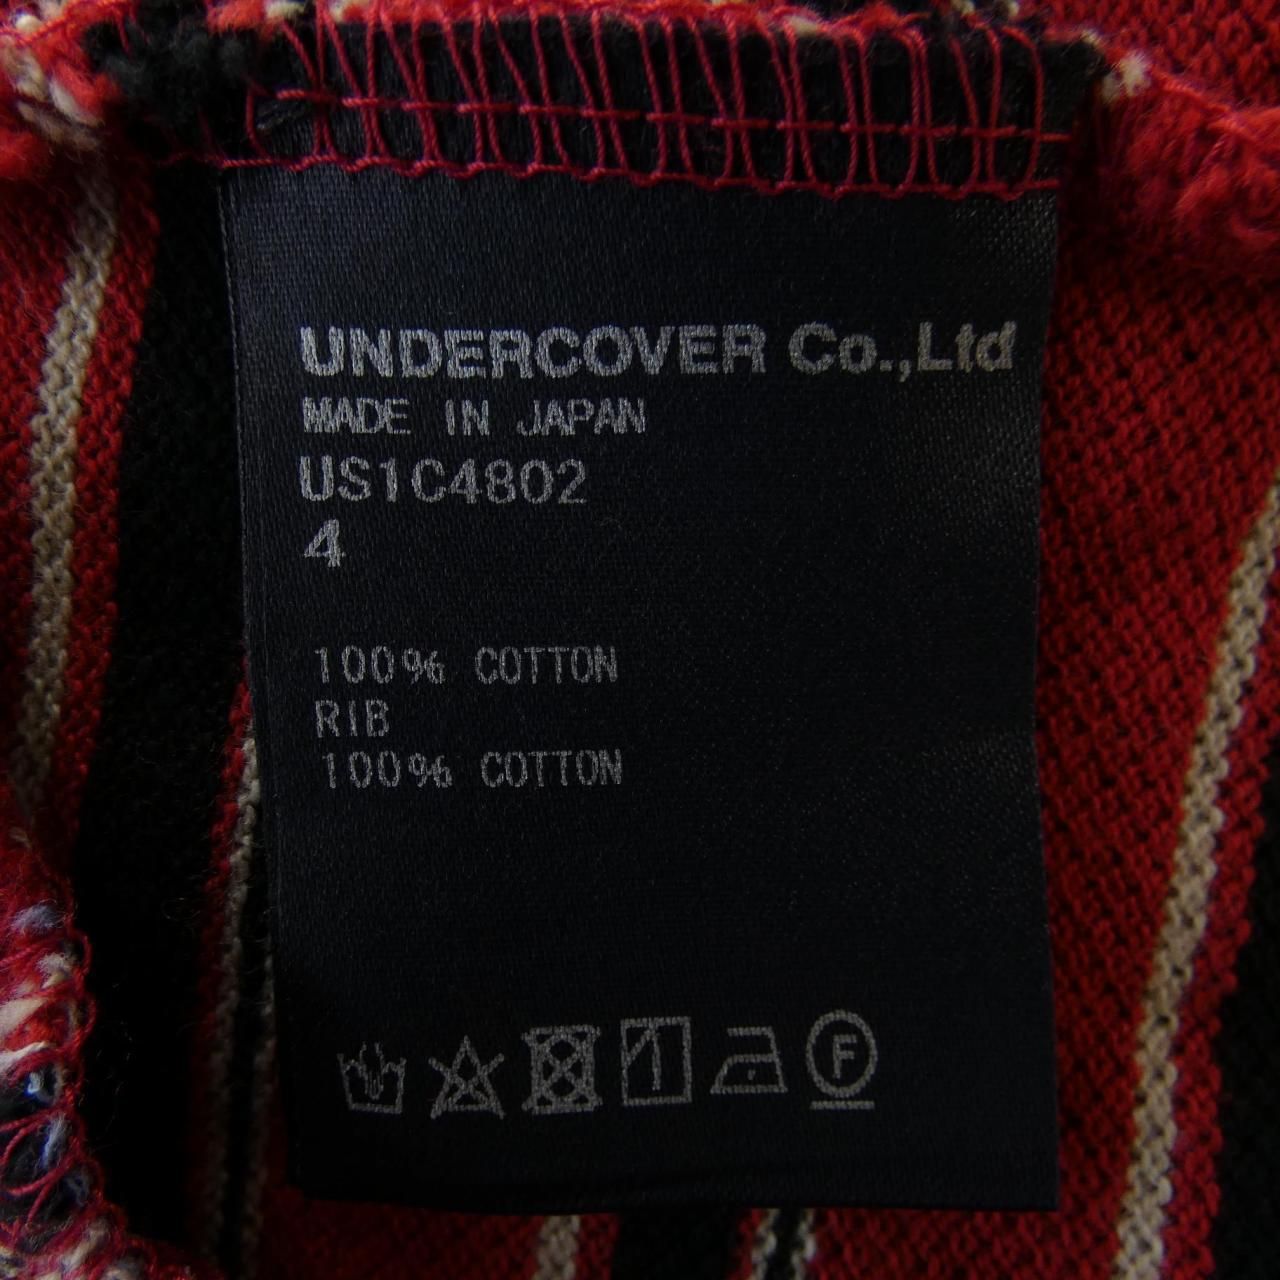 UNDERCOVER Co.,Ltd
MADE IN JAPAN
US1C4802
4
100% COTTON
RIB
100% COTTON
F